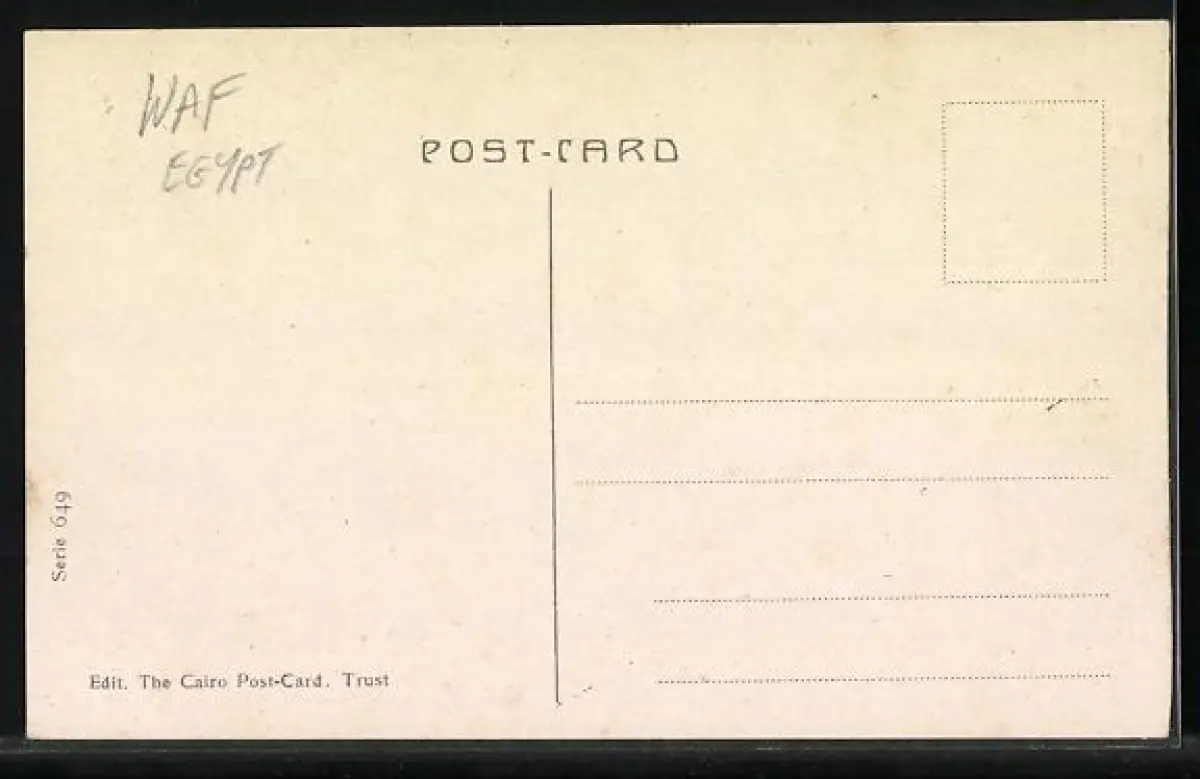 WAF
EGYPT
POST-CARD
Serie 649
Edit. The Cairo Post-Card. Trust